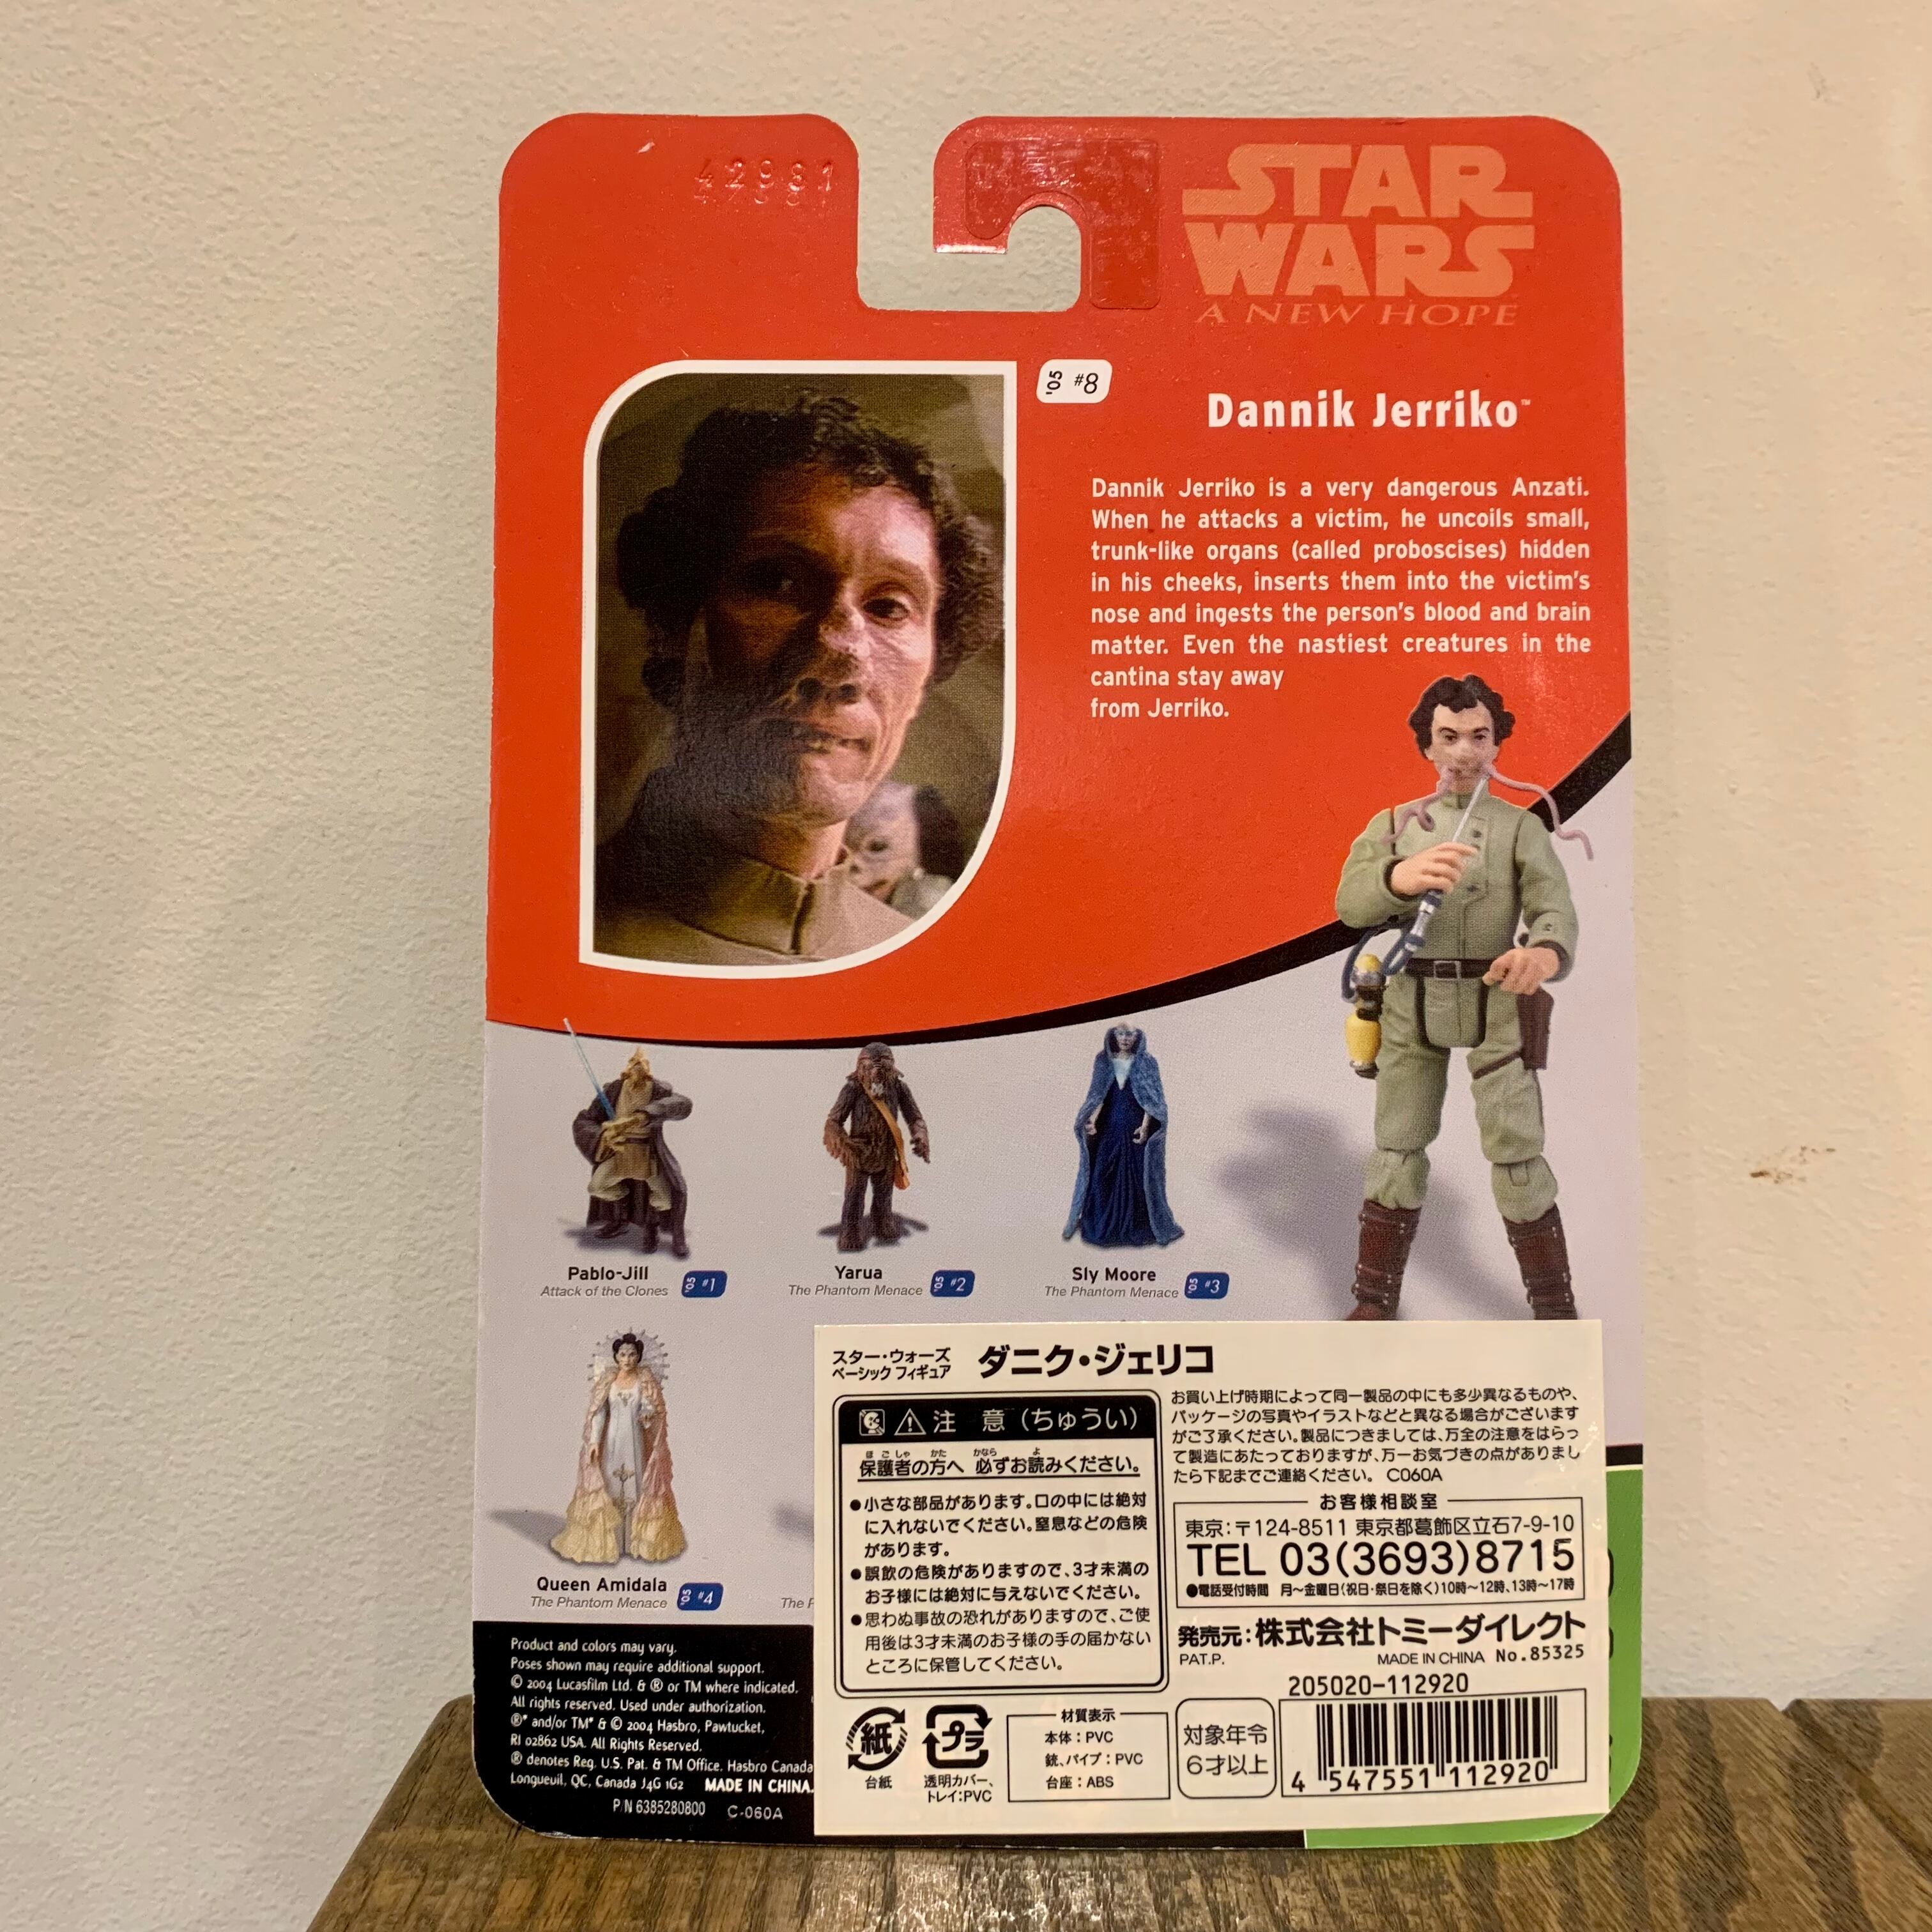 42981
STAR
WARS
A NEW HOPE
'05 #8
Dannik Jerriko™
Dannik Jerriko is a very dangerous Anzati.
When he attacks a victim, he uncoils small,
trunk-like organs (called proboscises) hidden
in his cheeks, inserts them into the victim's
nose and ingests the person's blood and brain
matter. Even the nastiest creatures in the
cantina stay away
from Jerriko.
Pablo-Jill
Attack of the Clones
'05 #1
Yarua
The Phantom Menace
'05 #2
Sly Moore
The Phantom Menace
'05 #3
Queen Amidala
The Phantom Menace
'05 #4
The
Product and colors may vary.
Poses shown may require additional support.
© 2004 Lucasfilm Ltd. & ® or TM where indicated.
All rights reserved. Used under authorization.
®* and/or TM* & © 2004 Hasbro, Pawtucket,
RI 02862 USA. All Rights Reserved.
® denotes Reg. U.S. Pat. & TM Office. Hasbro Canada
Longueuil, QC, Canada J4G 1G2 MADE IN CHINA.
P/N 6385280800 C-060A
スター・ウォーズ
ベーシック フィギュア
ダニク・ジェリコ
注 意（ちゅうい）
ほごしゃ かた かなら よ
保護者の方へ 必ずお読みください。
●小さな部品があります。口の中には絶対
に入れないでください。窒息などの危険
があります。
●誤飲の危険がありますので、3才未満の
お子様には絶対に与えないでください。
●思わぬ事故の恐れがありますので、ご使
用後は3才未満のお子様の手の届かない
ところに保管してください。
お買い上げ時期によって同一製品の中にも多少異なるものや、
パッケージの写真やイラストなどと異なる場合がございます
がご了承ください。製品につきましては、万全の注意をはらっ
て製造にあたっておりますが、万一お気づきの点がありまし
たら下記までご連絡ください。 C060A
お客様相談室
東京：〒124-8511 東京都葛飾区立石7-9-10
TEL 03(3693)8715
●電話受付時間 月～金曜日(祝日・祭日を除く)10時～12時、13時～17時
発売元：株式会社トミーダイレクト
PAT.P. MADE IN CHINA No.85325
205020-112920
紙
台紙
プラ
透明カバー、
トレイ：PVC
材質表示
本体：PVC
銃、パイプ：PVC
台座：ABS
対象年令
6才以上
4 547551 112920